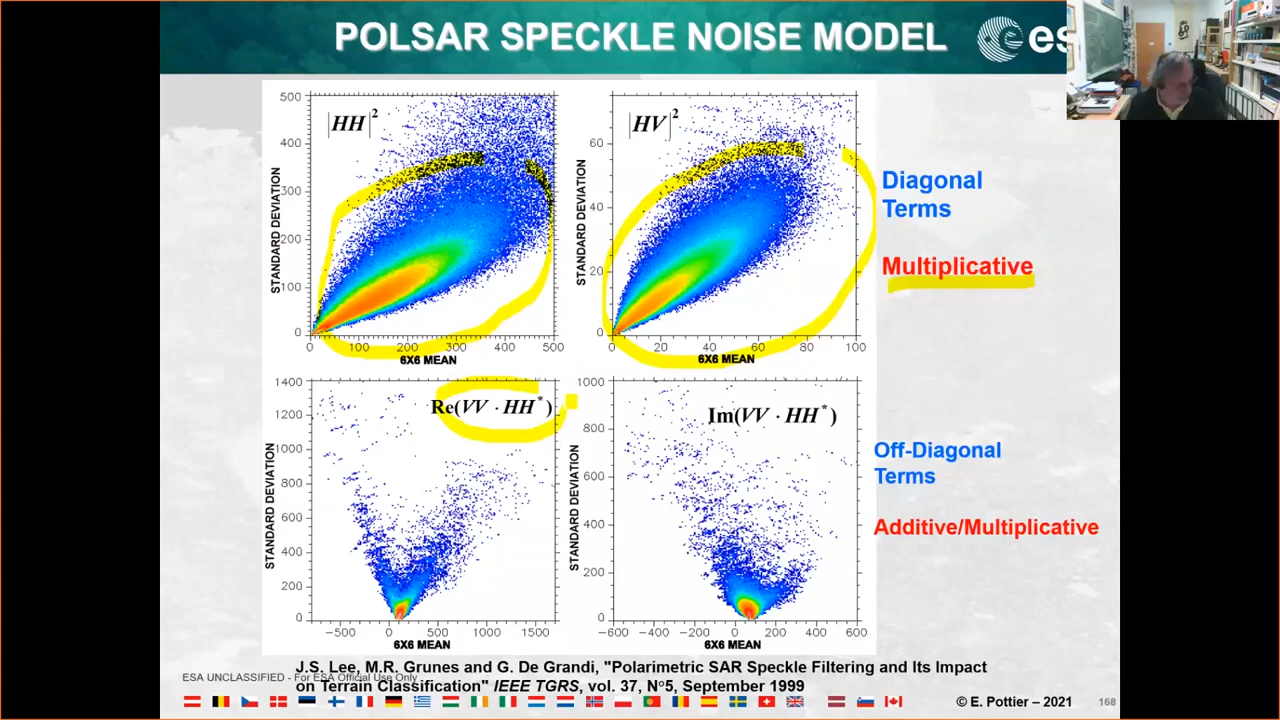 POLSAR SPECKLE NOISE MODEL
es
|HH|²
500
400
300
200
100
0
STANDARD DEVIATION
0 100 200 300 400 500
6X6 MEAN
|HV|²
60
40
20
0
STANDARD DEVIATION
0 20 40 60 80 100
6X6 MEAN
Diagonal
Terms
Multiplicative
Re(VV · HH*)
1400
1200
1000
800
600
400
200
0
STANDARD DEVIATION
−500 0 500 1000 1500
6X6 MEAN
Im(VV · HH*)
1000
800
600
400
200
0
STANDARD DEVIATION
−600 −400 −200 0 200 400 600
6X6 MEAN
Off-Diagonal
Terms
Additive/Multiplicative
J.S. Lee, M.R. Grunes and G. De Grandi, "Polarimetric SAR Speckle Filtering and Its Impact
on Terrain Classification" IEEE TGRS, vol. 37, N°5, September 1999
ESA UNCLASSIFIED - For ESA Official Use Only
© E. Pottier – 2021
168